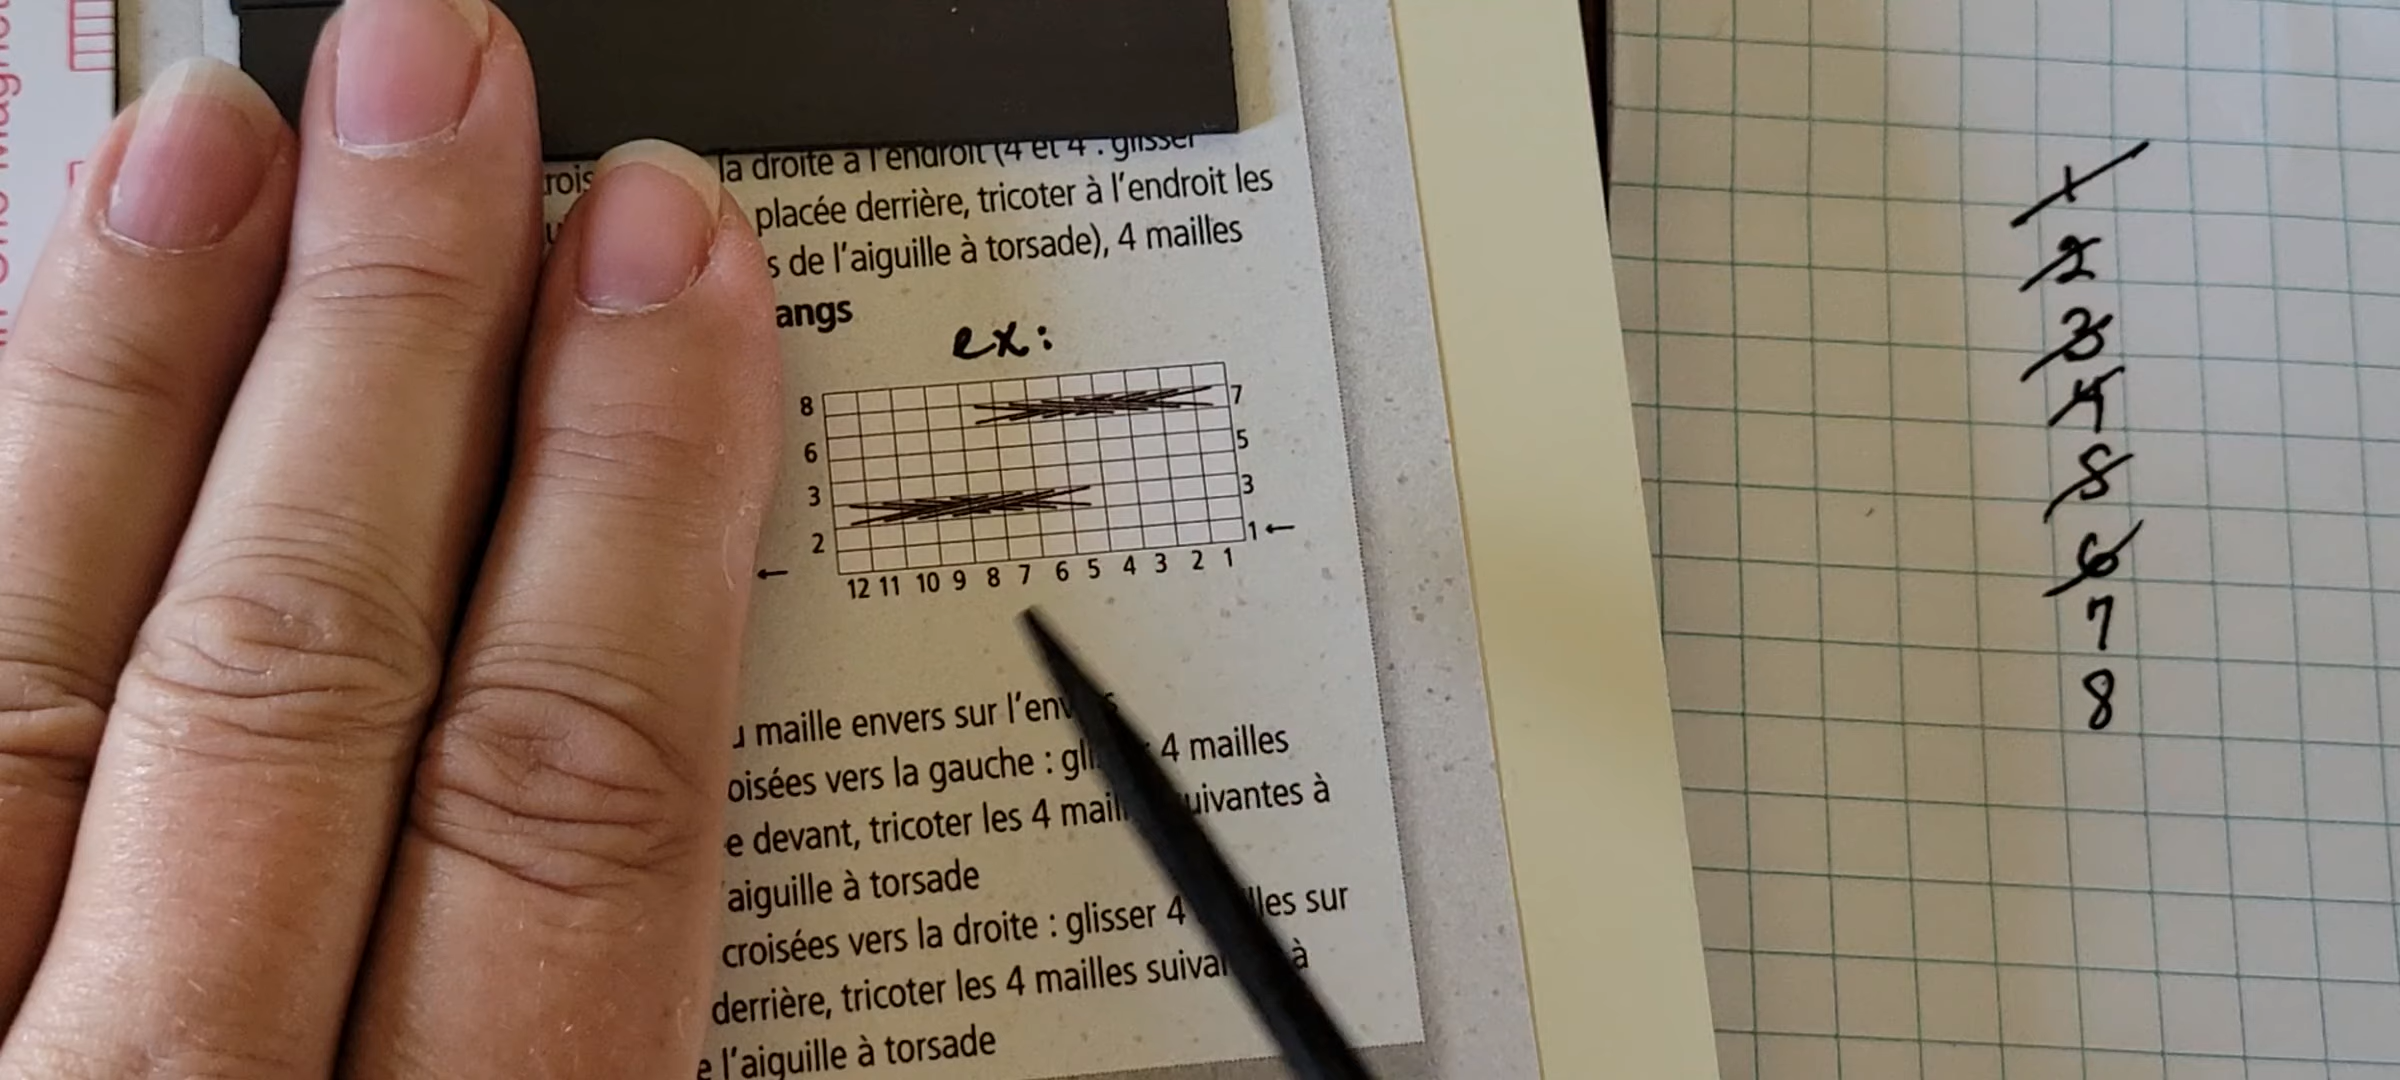 la droite à l'endroit (4 et 4 : glisser
placée derrière, tricoter à l'endroit les
s de l'aiguille à torsade), 4 mailles
angs
ex:
8 7
6 5
3 3
2 1 ←
← 12 11 10 9 8 7 6 5 4 3 2 1
maille envers sur l'env
oisées vers la gauche : gl 4 mailles
e devant, tricoter les 4 mail uivantes à
aiguille à torsade
croisées vers la droite : glisser 4 les sur
derrière, tricoter les 4 mailles suivan à
e l'aiguille à torsade
1
2
3
4
5
6
7
8